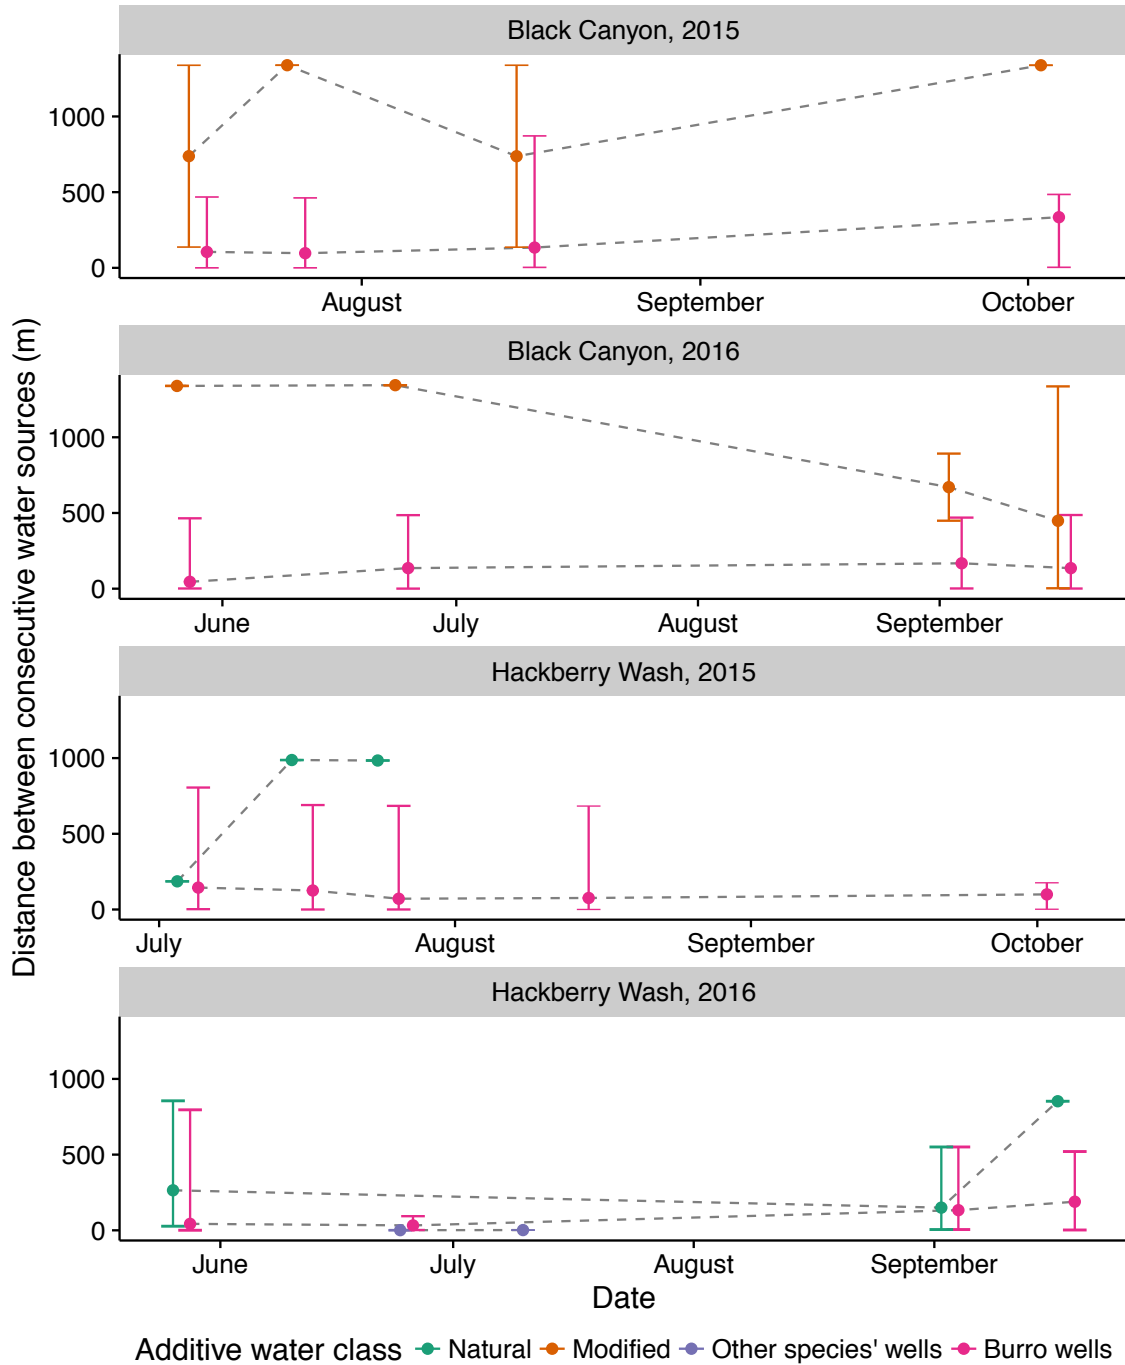 Black Canyon, 2015
1000
500
0
August September October
Black Canyon, 2016
1000
500
0
June July August September
Hackberry Wash, 2015
1000
500
0
July August September October
Hackberry Wash, 2016
1000
500
0
June July August September
Date
Distance between consecutive water sources (m)
Additive water class Natural Modified Other species' wells Burro wells